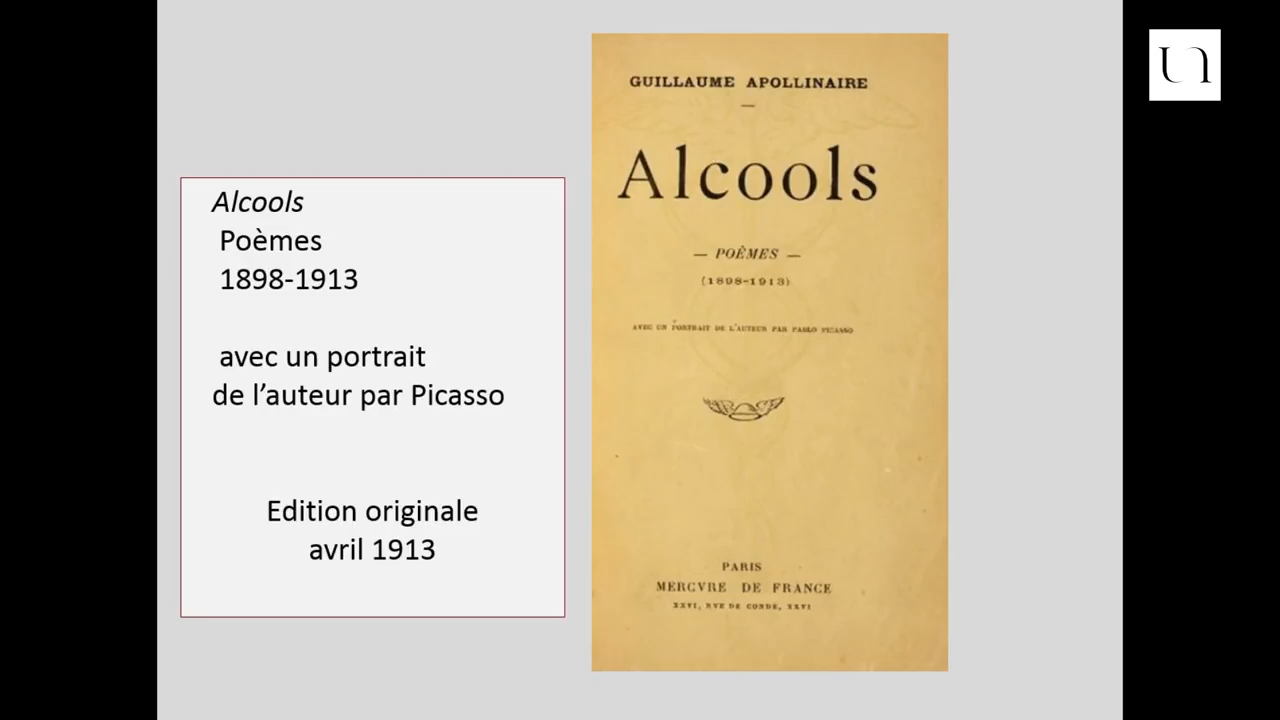 Alcools
Poèmes
1898-1913
avec un portrait
de l’auteur par Picasso
Edition originale
avril 1913
GUILLAUME APOLLINAIRE
Alcools
— POÈMES —
(1898-1913)
AVEC UN PORTRAIT DE L'AUTEUR PAR PABLO PICASSO
PARIS
MERCVRE DE FRANCE
XXVI, RVE DE CONDÉ, XXVI